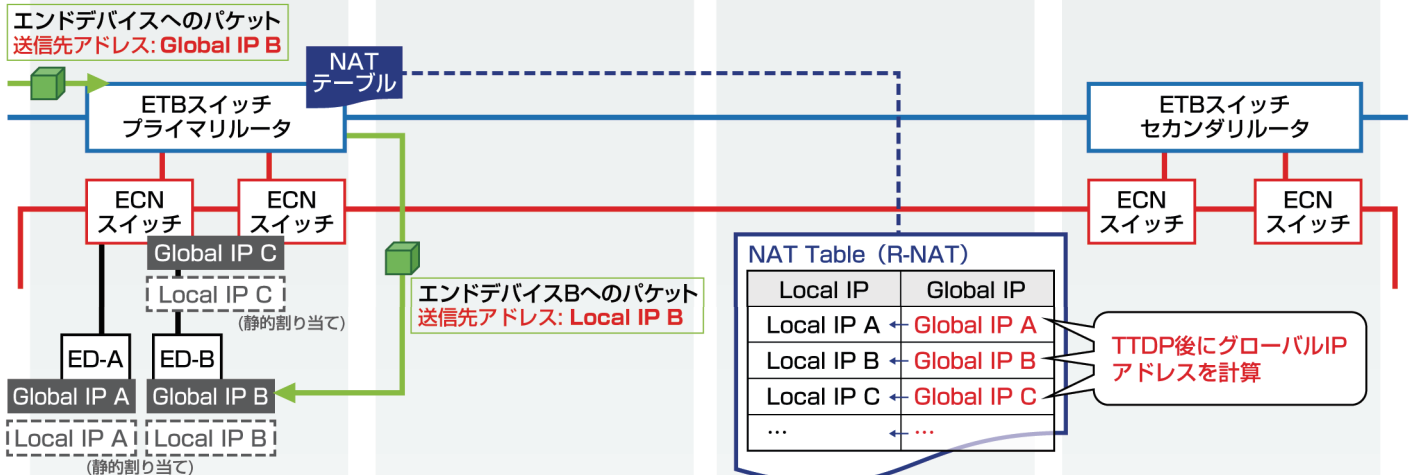 エンドデバイスへのパケット
送信先アドレス: Global IP B
NAT
テーブル
ETBスイッチ
プライマリルータ
ETBスイッチ
セカンダリルータ
ECN
スイッチ
ECN
スイッチ
ECN
スイッチ
ECN
スイッチ
Global IP C
Local IP C
(静的割り当て)
エンドデバイスBへのパケット
送信先アドレス: Local IP B
ED-A
ED-B
Global IP A
Global IP B
Local IP A
Local IP B
(静的割り当て)
NAT Table（R-NAT）
Local IP Global IP
Local IP A ← Global IP A
Local IP B ← Global IP B
Local IP C ← Global IP C
… ← …
TTDP後にグローバルIP
アドレスを計算